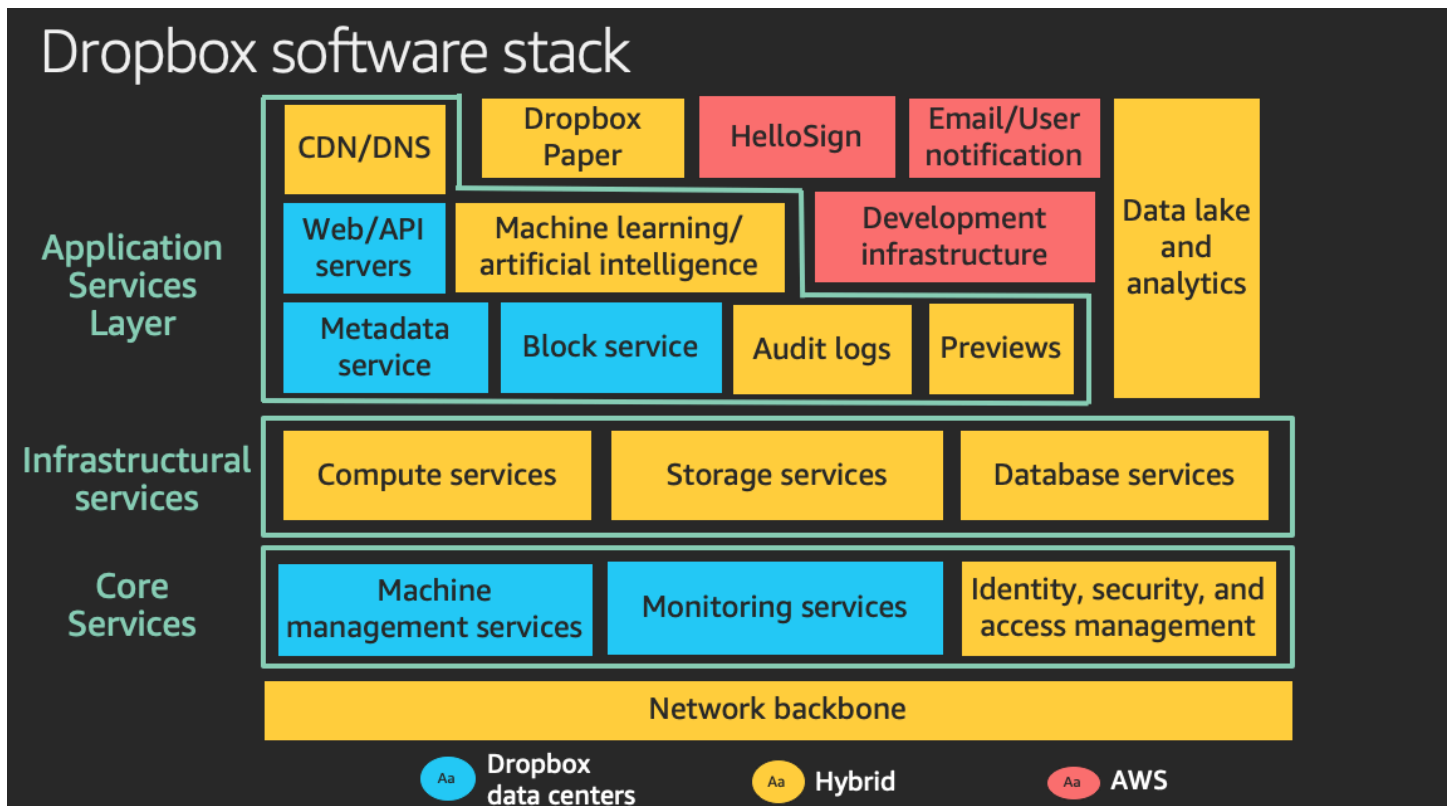 Dropbox software stack
CDN/DNS
Dropbox
Paper
HelloSign
Email/User
notification
Data lake
and
analytics
Application
Services
Layer
Web/API
servers
Machine learning/
artificial intelligence
Development
infrastructure
Metadata
service
Block service
Audit logs
Previews
Infrastructural
services
Compute services
Storage services
Database services
Core
Services
Machine
management services
Monitoring services
Identity, security, and
access management
Network backbone
Aa
Dropbox
data centers
Aa
Hybrid
Aa
AWS